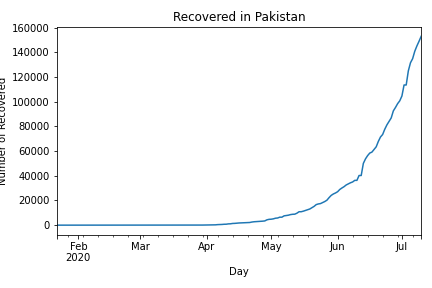 Recovered in Pakistan
160000
140000
120000
100000
80000
60000
40000
20000
0
Number of Recovered
Feb
2020
Mar
Apr
May
Jun
Jul
Day